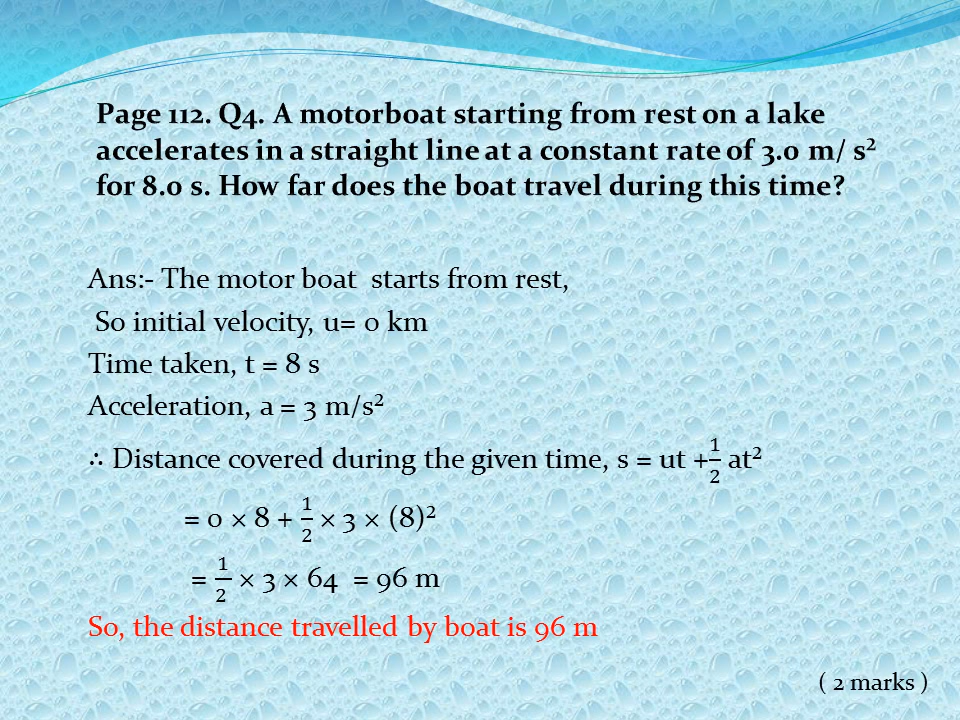 Page 112. Q4. A motorboat starting from rest on a lake
accelerates in a straight line at a constant rate of 3.0 m/ s²
for 8.0 s. How far does the boat travel during this time?
Ans:- The motor boat starts from rest,
So initial velocity, u= 0 km
Time taken, t = 8 s
Acceleration, a = 3 m/s²
∴ Distance covered during the given time, s = ut +1/2 at²
= 0 × 8 + 1/2 × 3 × (8)²
= 1/2 × 3 × 64 = 96 m
So, the distance travelled by boat is 96 m
( 2 marks )